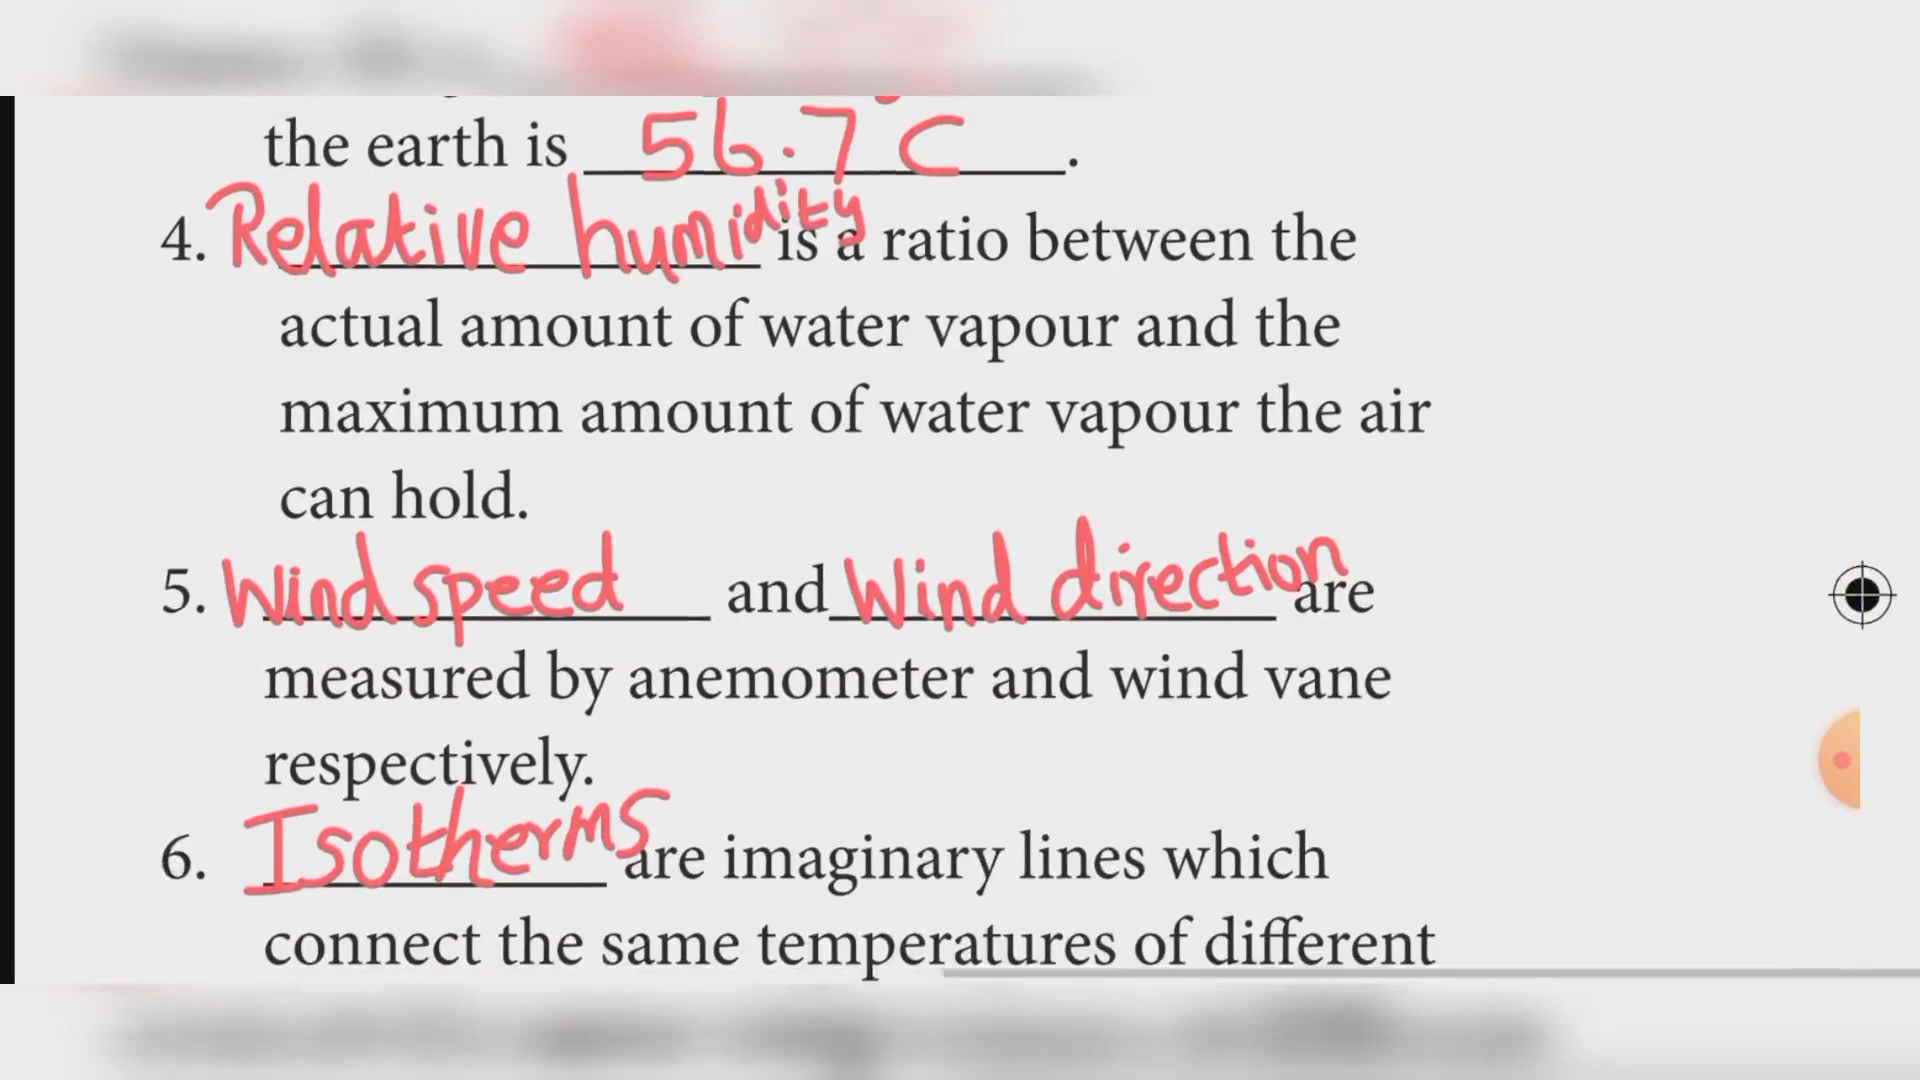 the earth is 56.7°C.
4. Relative humidity is a ratio between the
actual amount of water vapour and the
maximum amount of water vapour the air
can hold.
5. Wind speed and Wind direction are
measured by anemometer and wind vane
respectively.
6. Isotherms are imaginary lines which
connect the same temperatures of different